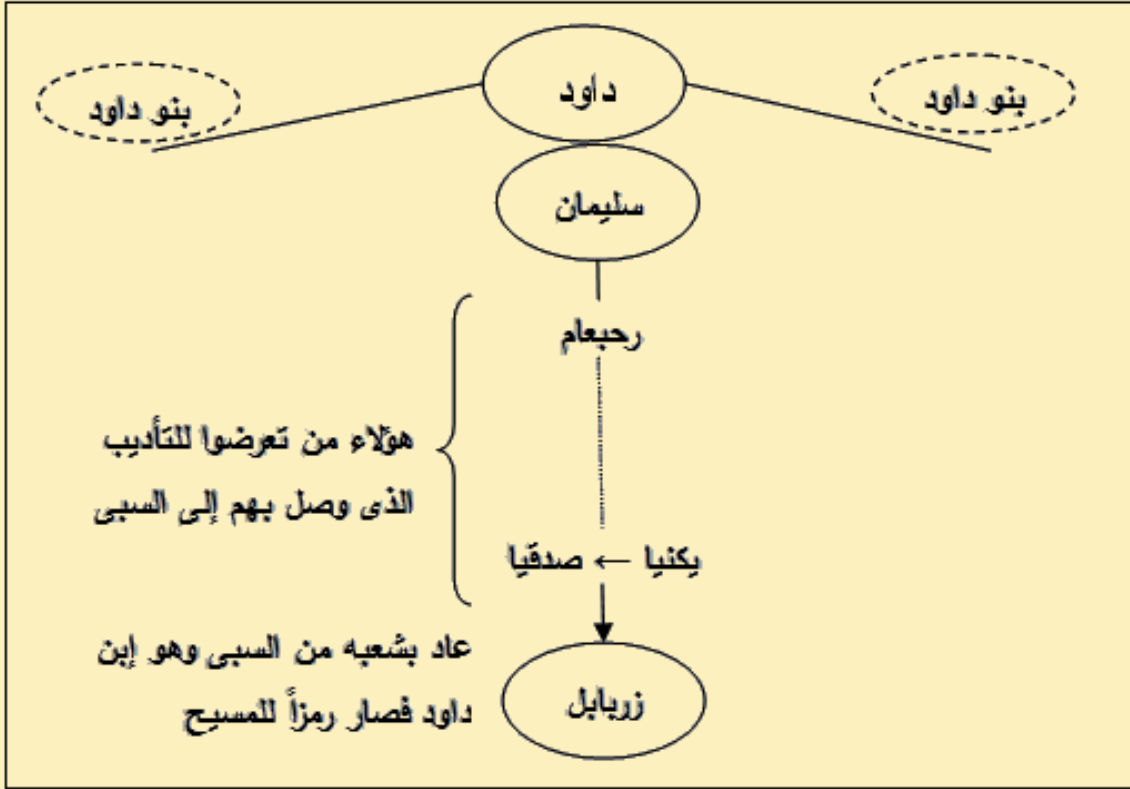 داود
بنو داود
بنو داود
سليمان
رحبعام
هؤلاء من تعرضوا للتأديب
الذى وصل بهم إلى السبى
يكنيا ← صدقيا
عاد بشعبه من السبى وهو إبن
داود فصار رمزاً للمسيح
زربابل